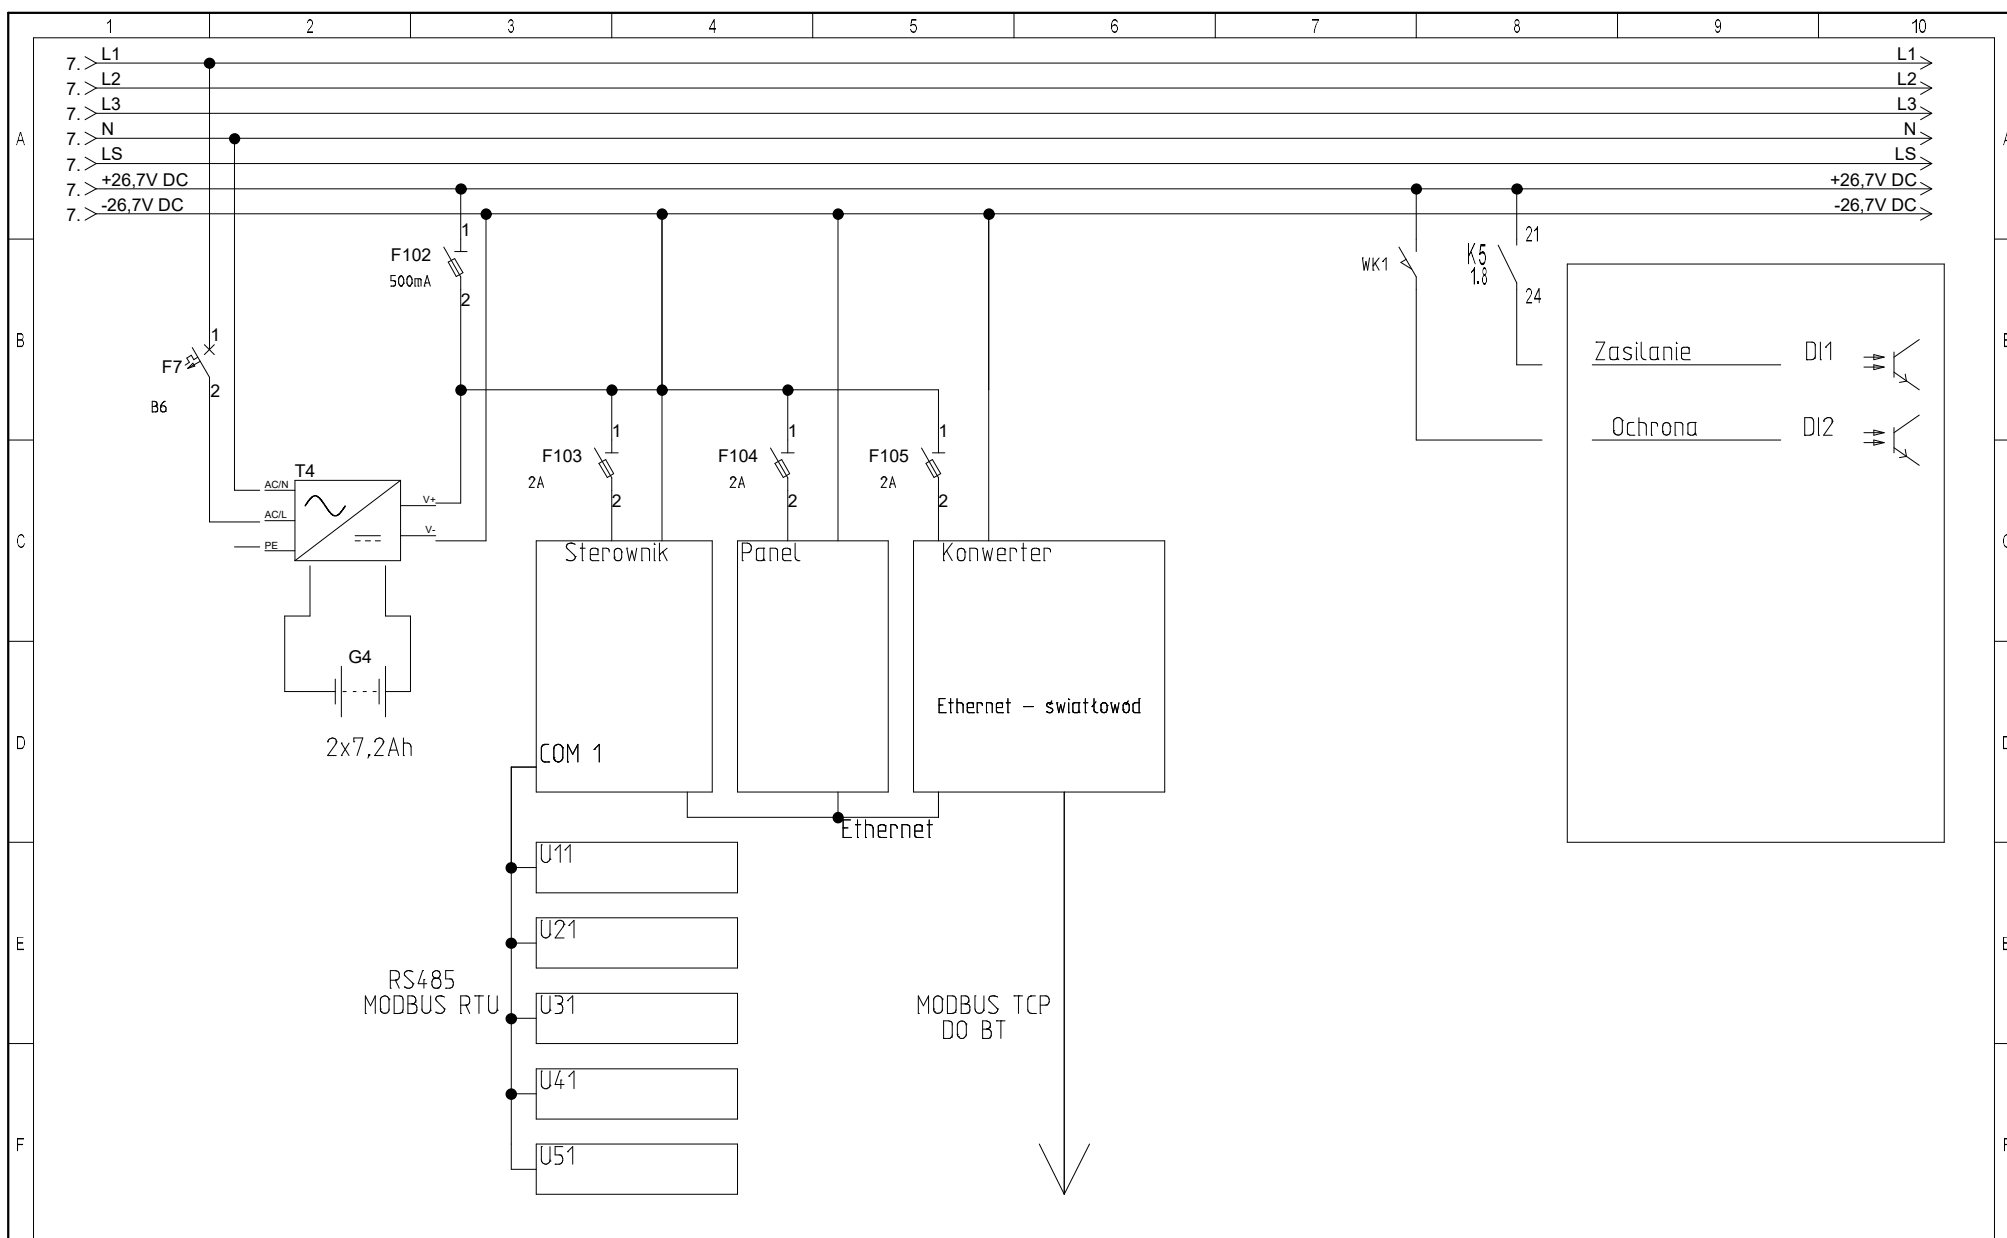 1 2 3 4 5 6 7 8 9 10
7. L1 L1
7. L2 L2
7. L3 L3
A 7. N N
7. LS LS
7. +26,7V DC +26,7V DC
7. -26,7V DC -26,7V DC
1
F102
500mA
2
WK1
K5
1.8
21
24
B
1
F7
2
B6
Zasilanie DI1
Ochrona DI2
1
F103
2A
2
1
F104
2A
2
1
F105
2A
2
T4
AC/N
AC/L
PE
V+
V-
C
Sterownik
Panel
Konwerter
G4
2x7,2Ah
Ethernet – światłowód
D
COM 1
Ethernet
U11
E
U21
RS485
MODBUS RTU
U31
MODBUS TCP
DO BT
U41
F
U51